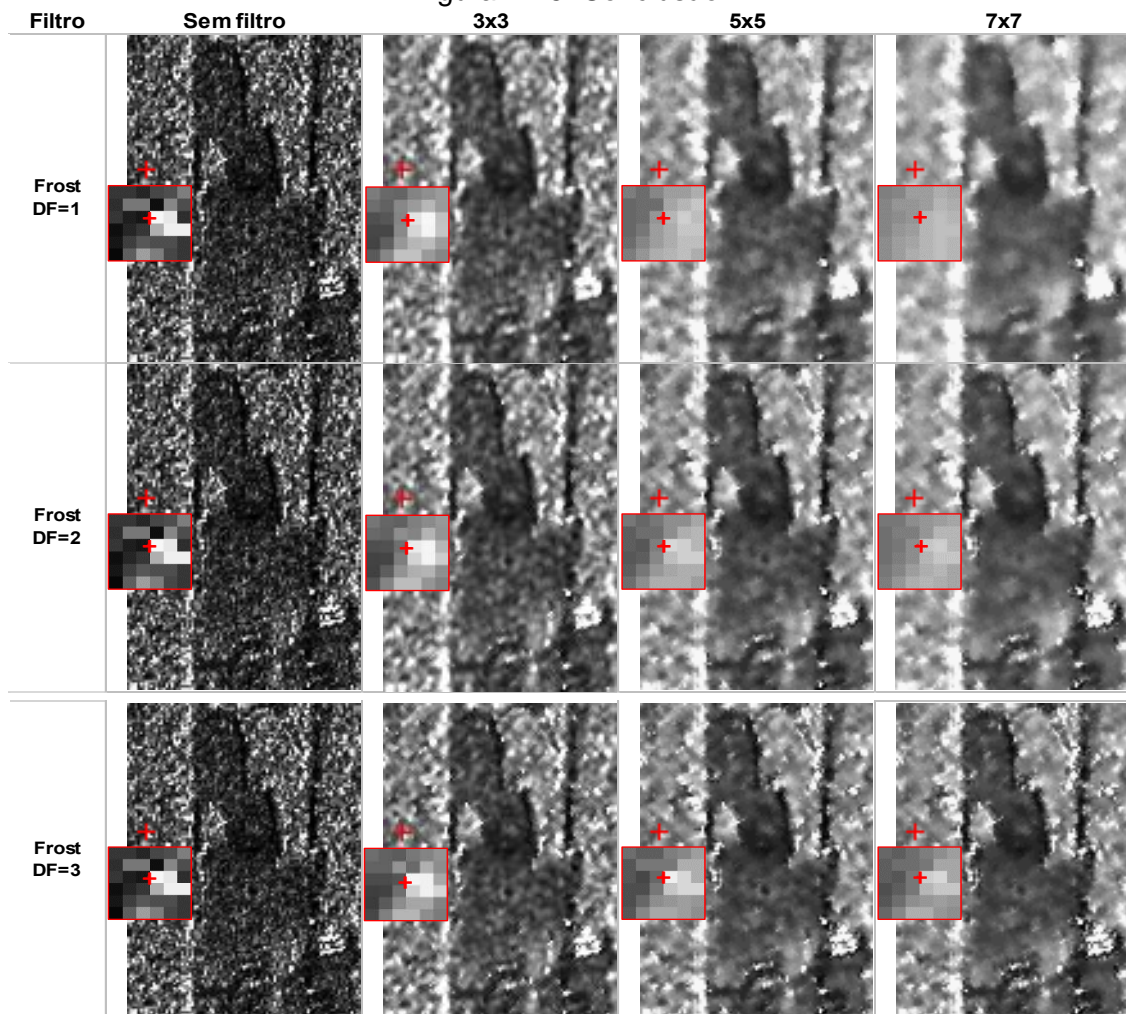 Filtro Sem filtro 3x3 5x5 7x7
Frost
DF=1
Frost
DF=2
Frost
DF=3